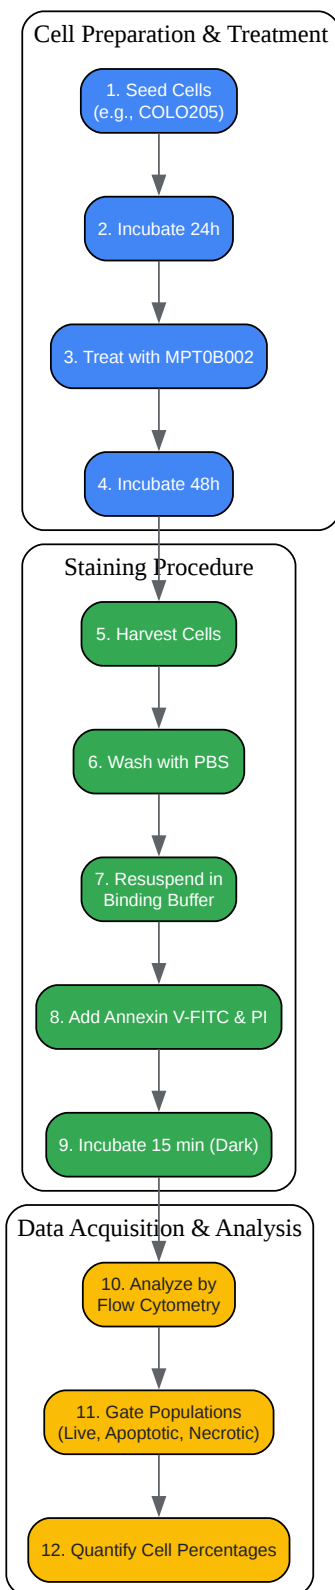 Cell Preparation & Treatment
1. Seed Cells
(e.g., COLO205)
2. Incubate 24h
3. Treat with MPT0B002
4. Incubate 48h
Staining Procedure
5. Harvest Cells
6. Wash with PBS
7. Resuspend in
Binding Buffer
8. Add Annexin V-FITC & PI
9. Incubate 15 min (Dark)
Data Acquisition & Analysis
10. Analyze by
Flow Cytometry
11. Gate Populations
(Live, Apoptotic, Necrotic)
12. Quantify Cell Percentages